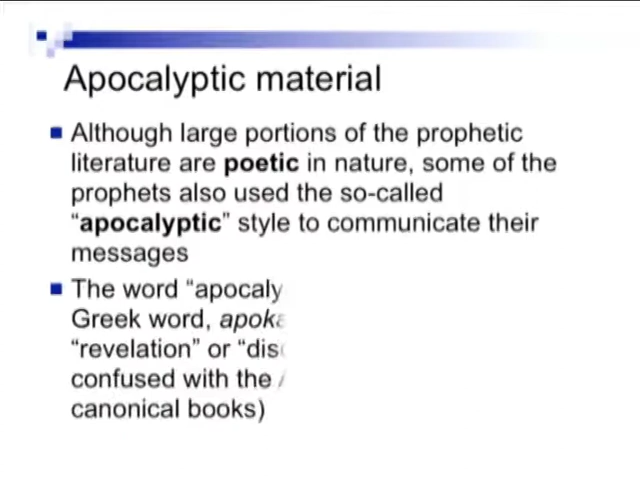 Apocalyptic material
Although large portions of the prophetic
literature are poetic in nature, some of the
prophets also used the so-called
“apocalyptic” style to communicate their
messages
The word “apocaly
Greek word,
“revelation” or “dis
confused with the
canonical books)